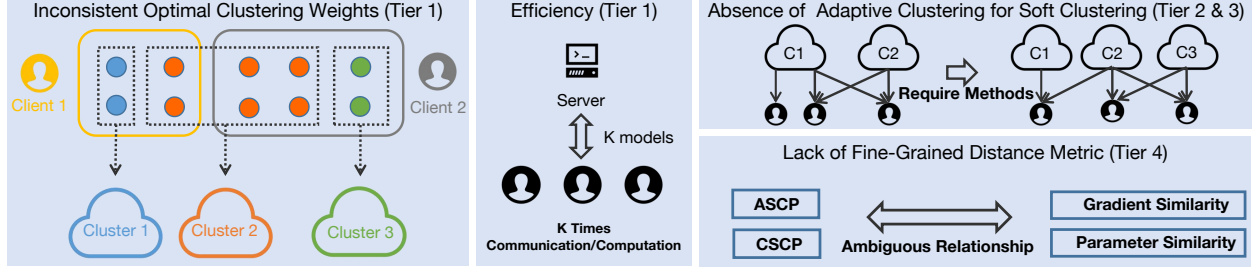 Inconsistent Optimal Clustering Weights (Tier 1)
Client 1
Client 2
Cluster 1
Cluster 2
Cluster 3
Efficiency (Tier 1)
Server
K models
K Times
Communication/Computation
Absence of Adaptive Clustering for Soft Clustering (Tier 2 & 3)
C1
C2
Require Methods
C1
C2
C3
Lack of Fine-Grained Distance Metric (Tier 4)
ASCP
CSCP
Ambiguous Relationship
Gradient Similarity
Parameter Similarity